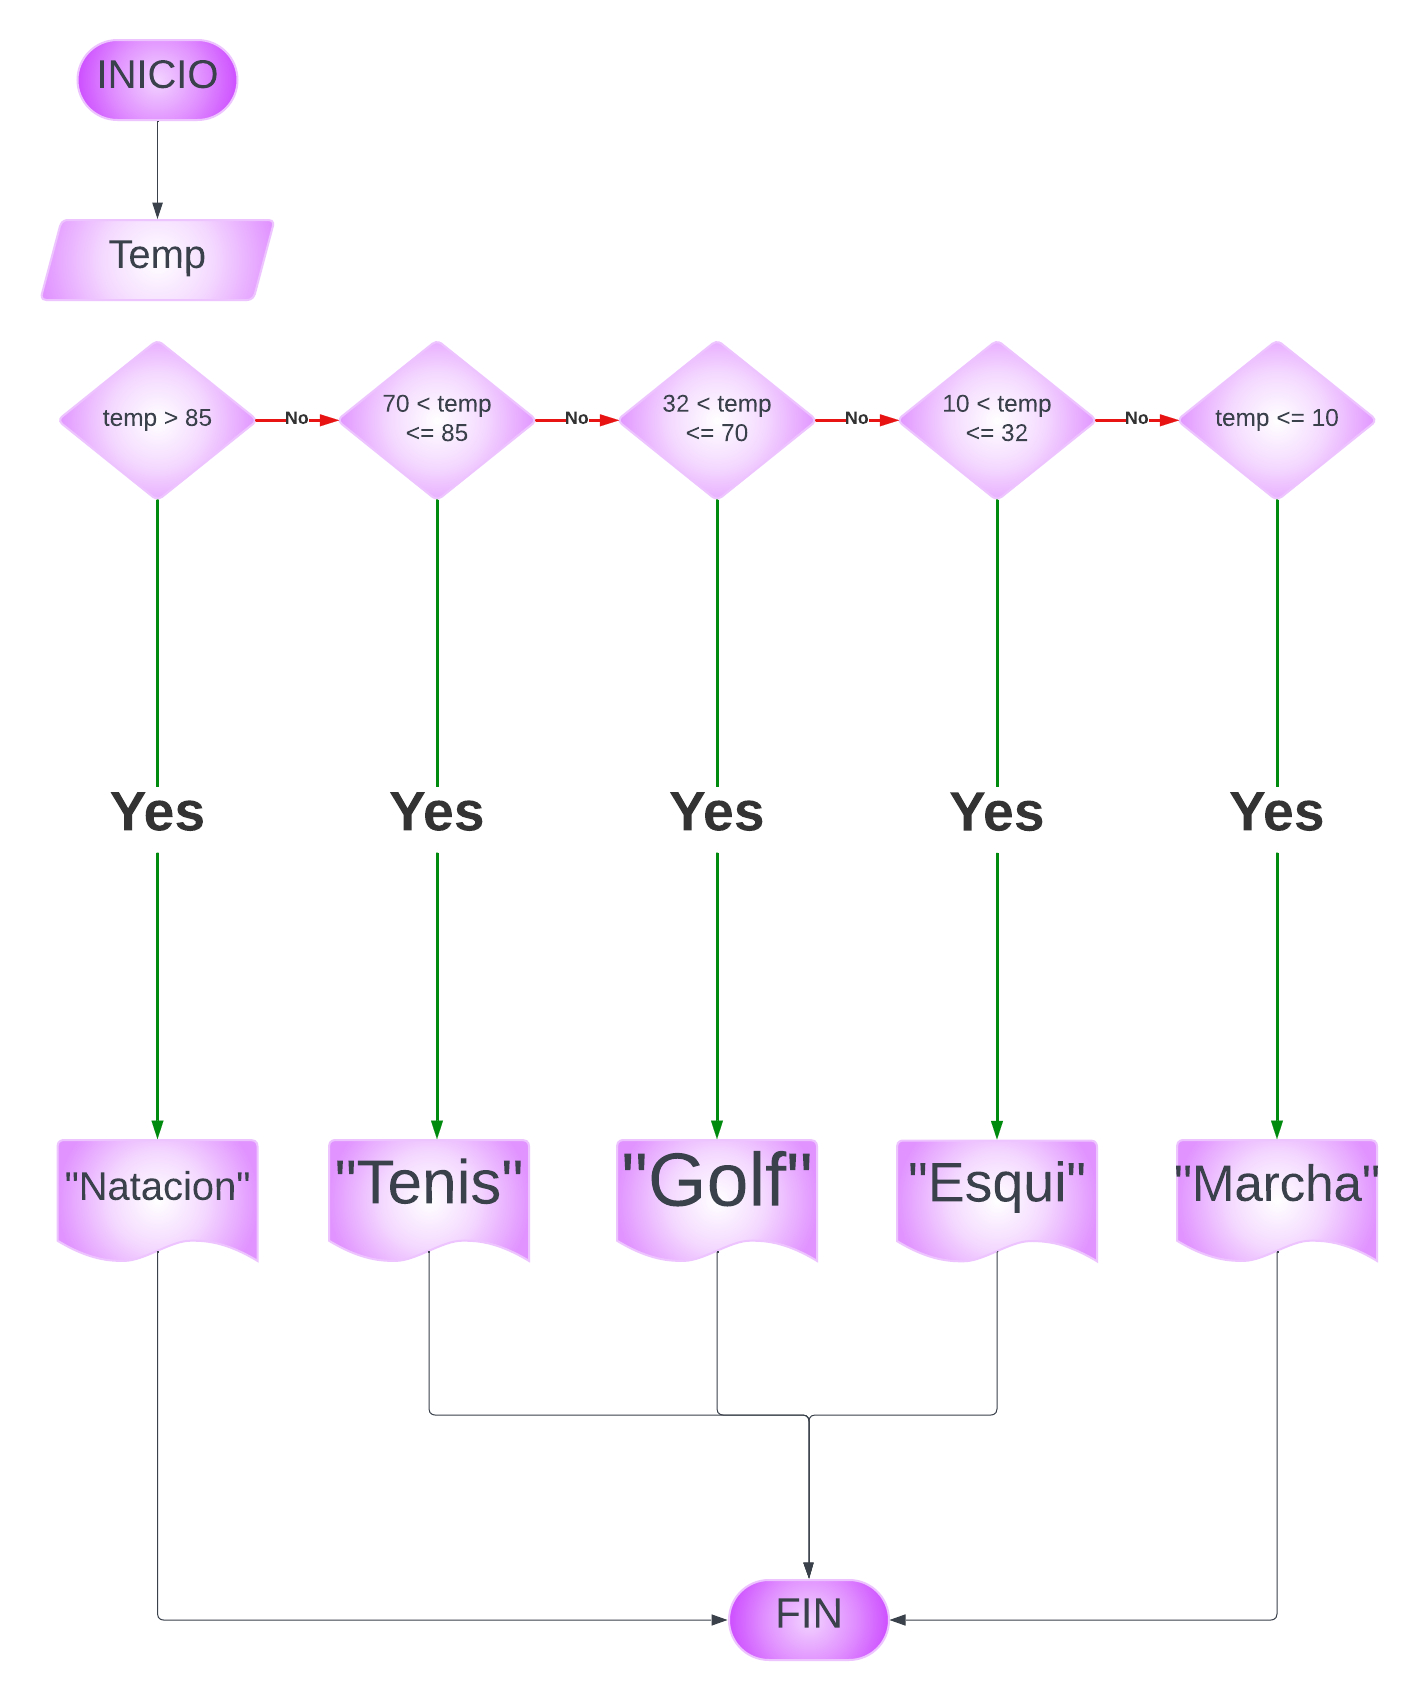 INICIO
Temp
temp > 85
No
70 < temp
<= 85
No
32 < temp
<= 70
No
10 < temp
<= 32
No
temp <= 10
Yes
Yes
Yes
Yes
Yes
"Natacion"
"Tenis"
"Golf"
"Esqui"
"Marcha"
FIN